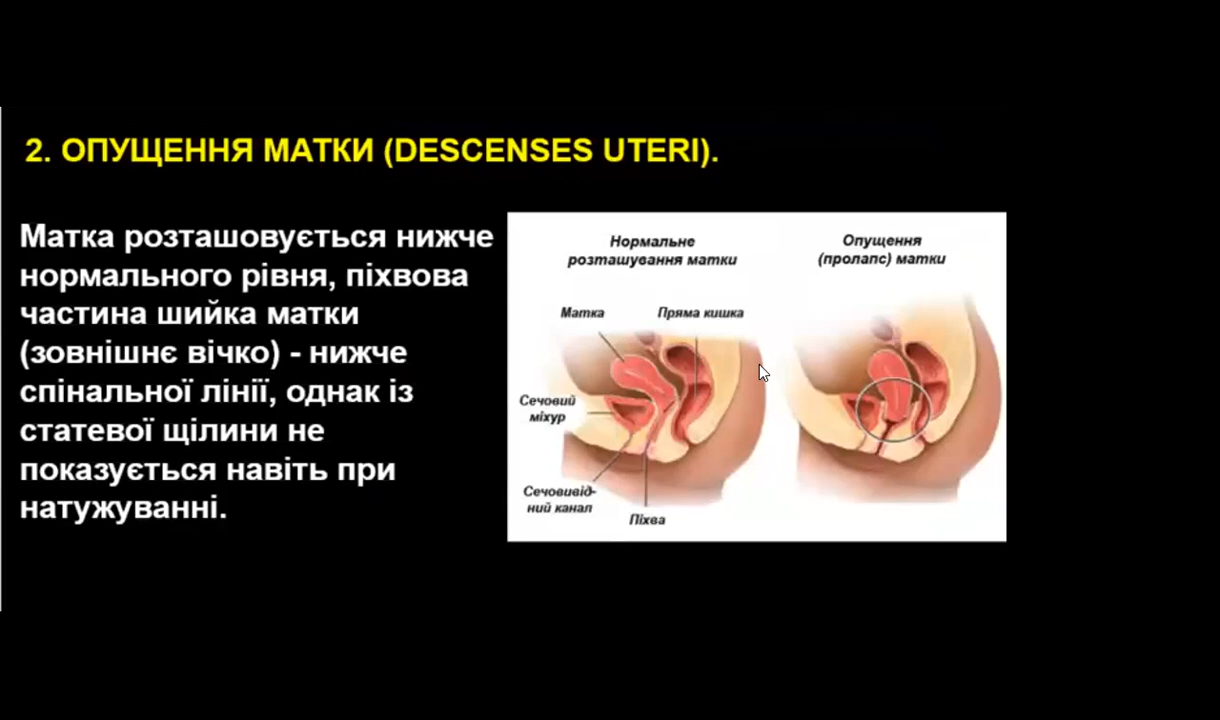 2. ОПУЩЕННЯ МАТКИ (DESCENSES UTERI).
Матка розташовується нижче
нормального рівня, піхвова
частина шийка матки
(зовнішнє вічко) - нижче
спінальної лінії, однак із
статевої щілини не
показується навіть при
натужуванні.
Нормальне
розташування матки
Опущення
(пролапс) матки
Матка
Пряма кишка
Сечовий
міхур
Сечовивід-
ний канал
Піхва